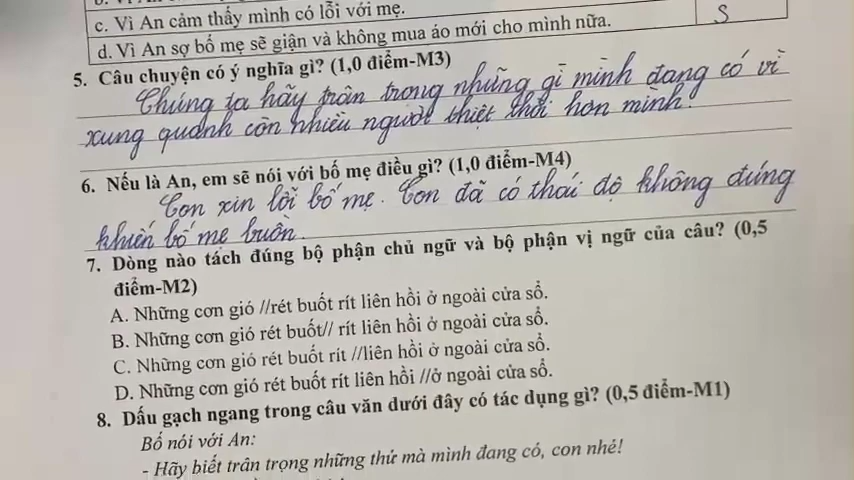 c. Vì An cảm thấy mình có lỗi với mẹ.
d. Vì An sợ bố mẹ sẽ giận và không mua áo mới cho mình nữa.
S
5. Câu chuyện có ý nghĩa gì? (1,0 điểm-M3)
Chúng ta hãy trân trọng những gì mình đang có vì
xung quanh còn nhiều người thiệt thòi hơn mình.
6. Nếu là An, em sẽ nói với bố mẹ điều gì? (1,0 điểm-M4)
Con xin lỗi bố mẹ. Con đã có thái độ không đúng
khiến bố mẹ buồn.
7. Dòng nào tách đúng bộ phận chủ ngữ và bộ phận vị ngữ của câu? (0,5
điểm-M2)
A. Những cơn gió //rét buốt rít liên hồi ở ngoài cửa sổ.
B. Những cơn gió rét buốt// rít liên hồi ở ngoài cửa sổ.
C. Những cơn gió rét buốt rít //liên hồi ở ngoài cửa sổ.
D. Những cơn gió rét buốt rít liên hồi //ở ngoài cửa sổ.
8. Dấu gạch ngang trong câu văn dưới đây có tác dụng gì? (0,5 điểm-M1)
Bố nói với An:
- Hãy biết trân trọng những thứ mà mình đang có, con nhé!